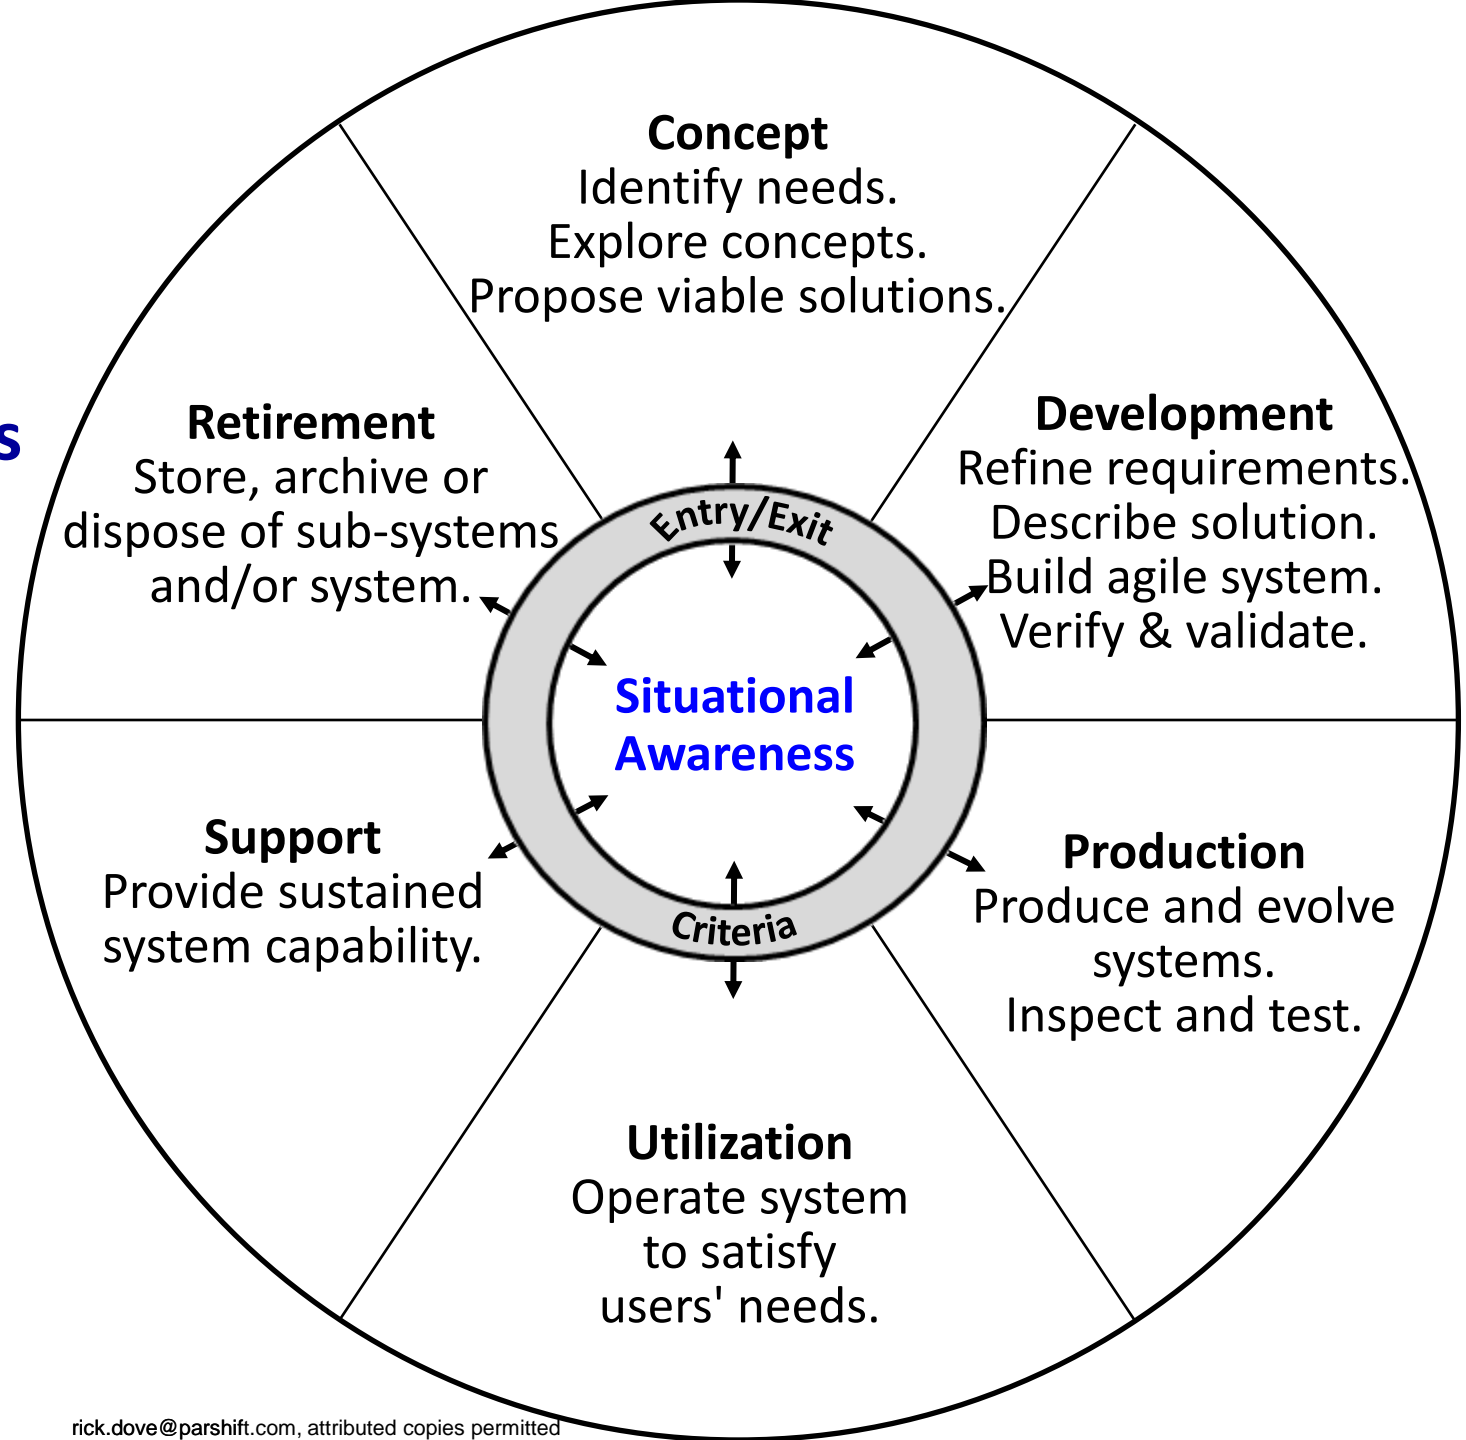 Concept
Identify needs.
Explore concepts.
Propose viable solutions.
Development
Refine requirements.
Describe solution.
Build agile system.
Verify & validate.
Production
Produce and evolve
systems.
Inspect and test.
Utilization
Operate system
to satisfy
users' needs.
Support
Provide sustained
system capability.
Retirement
Store, archive or
dispose of sub-systems
and/or system.
s
Entry/Exit
Situational
Awareness
Criteria
rick.dove@parshift.com, attributed copies permitted